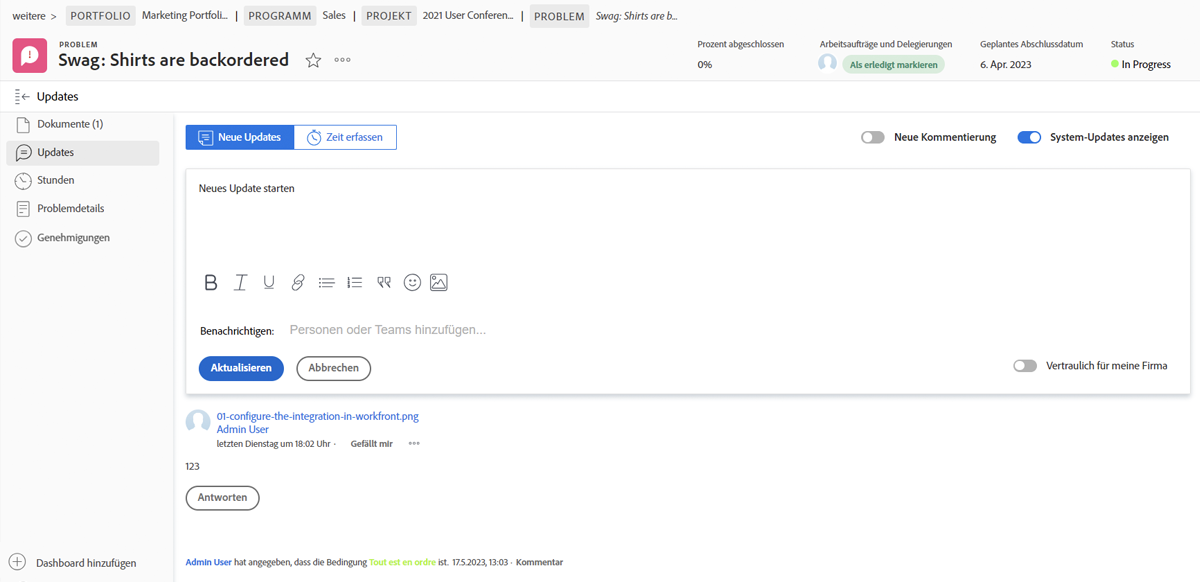 weitere > PORTFOLIO Marketing Portfoli... | PROGRAMM Sales | PROJEKT 2021 User Conferen... | PROBLEM Swag: Shirts are b...
PROBLEM
Swag: Shirts are backordered
Prozent abgeschlossen
0%
Arbeitsaufträge und Delegierungen
Als erledigt markieren
Geplantes Abschlussdatum
6. Apr. 2023
Status
In Progress
Updates
Dokumente (1)
Updates
Stunden
Problemdetails
Genehmigungen
Dashboard hinzufügen
Neue Updates
Zeit erfassen
Neue Kommentierung
System-Updates anzeigen
Neues Update starten
B I U
Benachrichtigen: Personen oder Teams hinzufügen...
Aktualisieren
Abbrechen
Vertraulich für meine Firma
01-configure-the-integration-in-workfront.png
Admin User
letzten Dienstag um 18:02 Uhr · Gefällt mir
123
Antworten
Admin User hat angegeben, dass die Bedingung Tout est en ordre ist. 17.5.2023, 13:03 · Kommentar